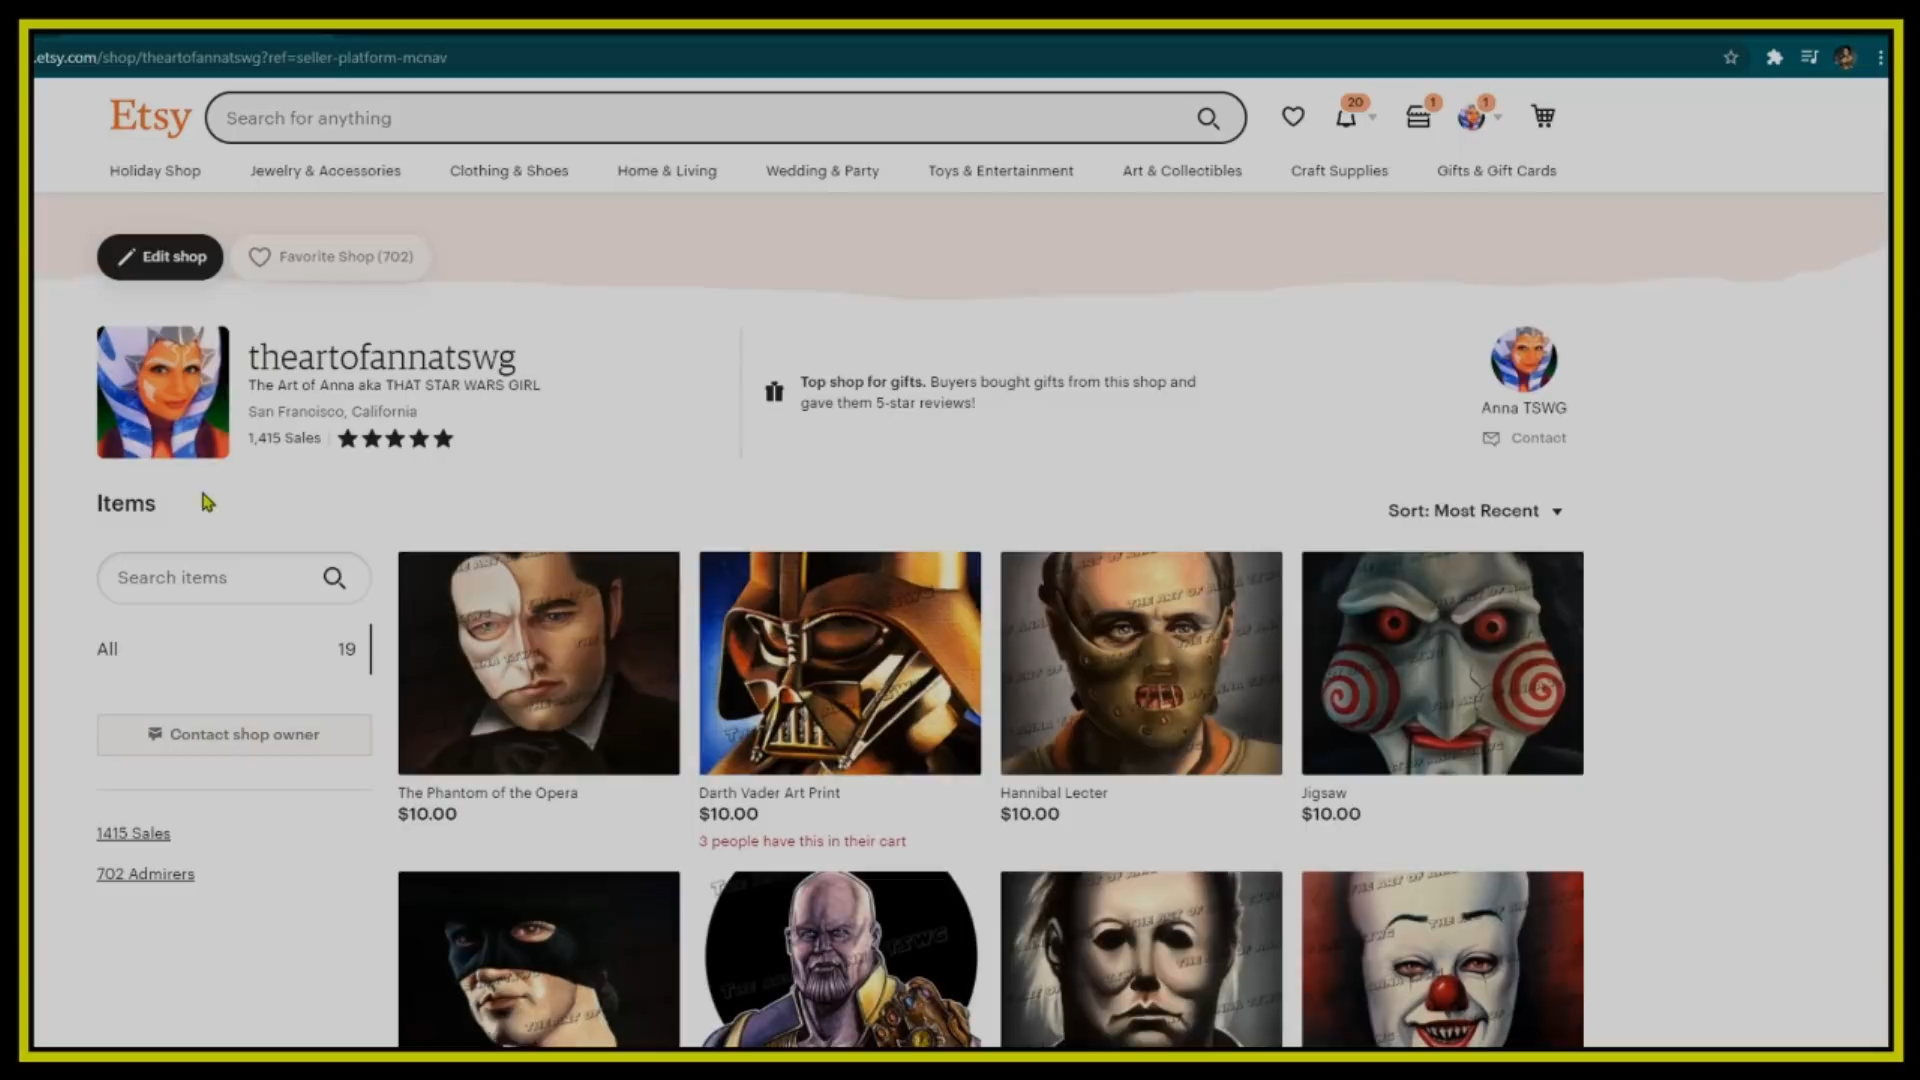 .etsy.com/shop/theartofannatswg?ref=seller-platform-mcnav
Etsy
Search for anything
20
1
1
Holiday Shop
Jewelry & Accessories
Clothing & Shoes
Home & Living
Wedding & Party
Toys & Entertainment
Art & Collectibles
Craft Supplies
Gifts & Gift Cards
Edit shop
Favorite Shop (702)
theartofannatswg
The Art of Anna aka THAT STAR WARS GIRL
San Francisco, California
1,415 Sales
Top shop for gifts. Buyers bought gifts from this shop and
gave them 5-star reviews!
Anna TSWG
Contact
Items
Sort: Most Recent
Search items
All
19
Contact shop owner
1415 Sales
702 Admirers
The Phantom of the Opera
$10.00
Darth Vader Art Print
$10.00
3 people have this in their cart
Hannibal Lecter
$10.00
Jigsaw
$10.00